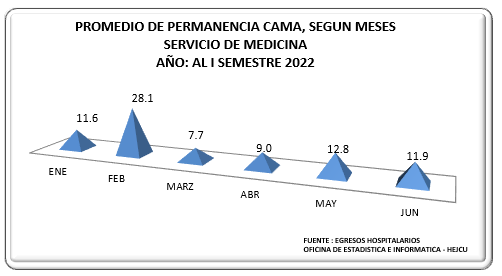 PROMEDIO DE PERMANENCIA CAMA, SEGUN MESES
SERVICIO DE MEDICINA
AÑO: AL I SEMESTRE 2022
11.6
28.1
7.7
9.0
12.8
11.9
ENE
FEB
MARZ
ABR
MAY
JUN
FUENTE : EGRESOS HOSPITALARIOS
OFICINA DE ESTADISTICA E INFORMATICA - HEJCU